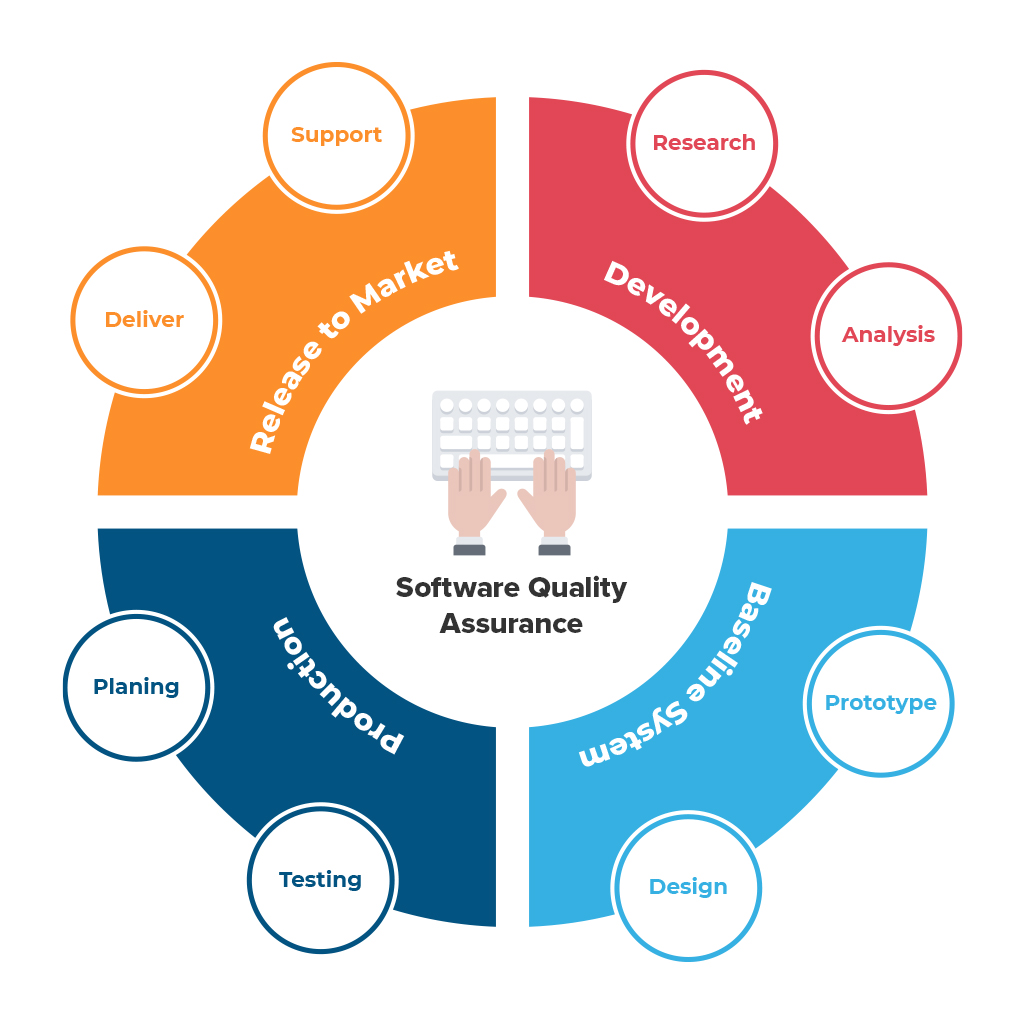 Support
Research
Deliver
Analysis
Release to Market
Development
Software Quality
Assurance
Production
Baseline System
Planing
Prototype
Testing
Design